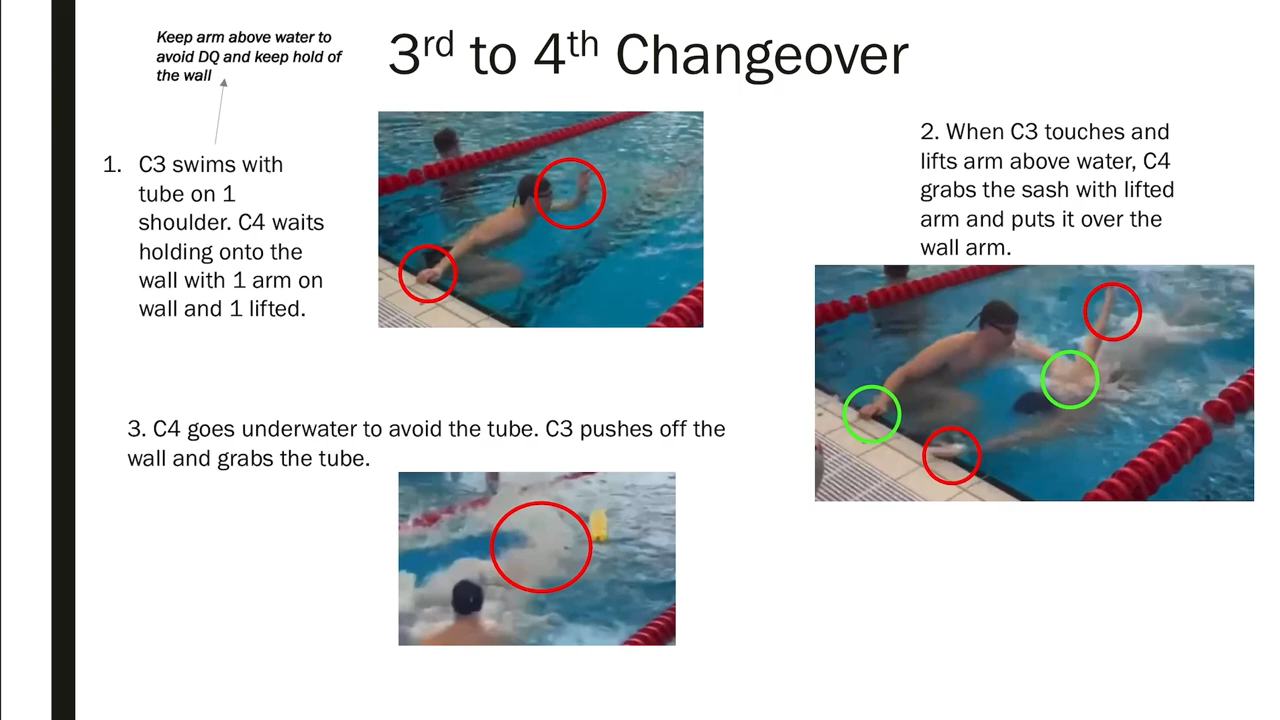 3rd to 4th Changeover
Keep arm above water to
avoid DQ and keep hold of
the wall
1. C3 swims with
tube on 1
shoulder. C4 waits
holding onto the
wall with 1 arm on
wall and 1 lifted.
2. When C3 touches and
lifts arm above water, C4
grabs the sash with lifted
arm and puts it over the
wall arm.
3. C4 goes underwater to avoid the tube. C3 pushes off the
wall and grabs the tube.